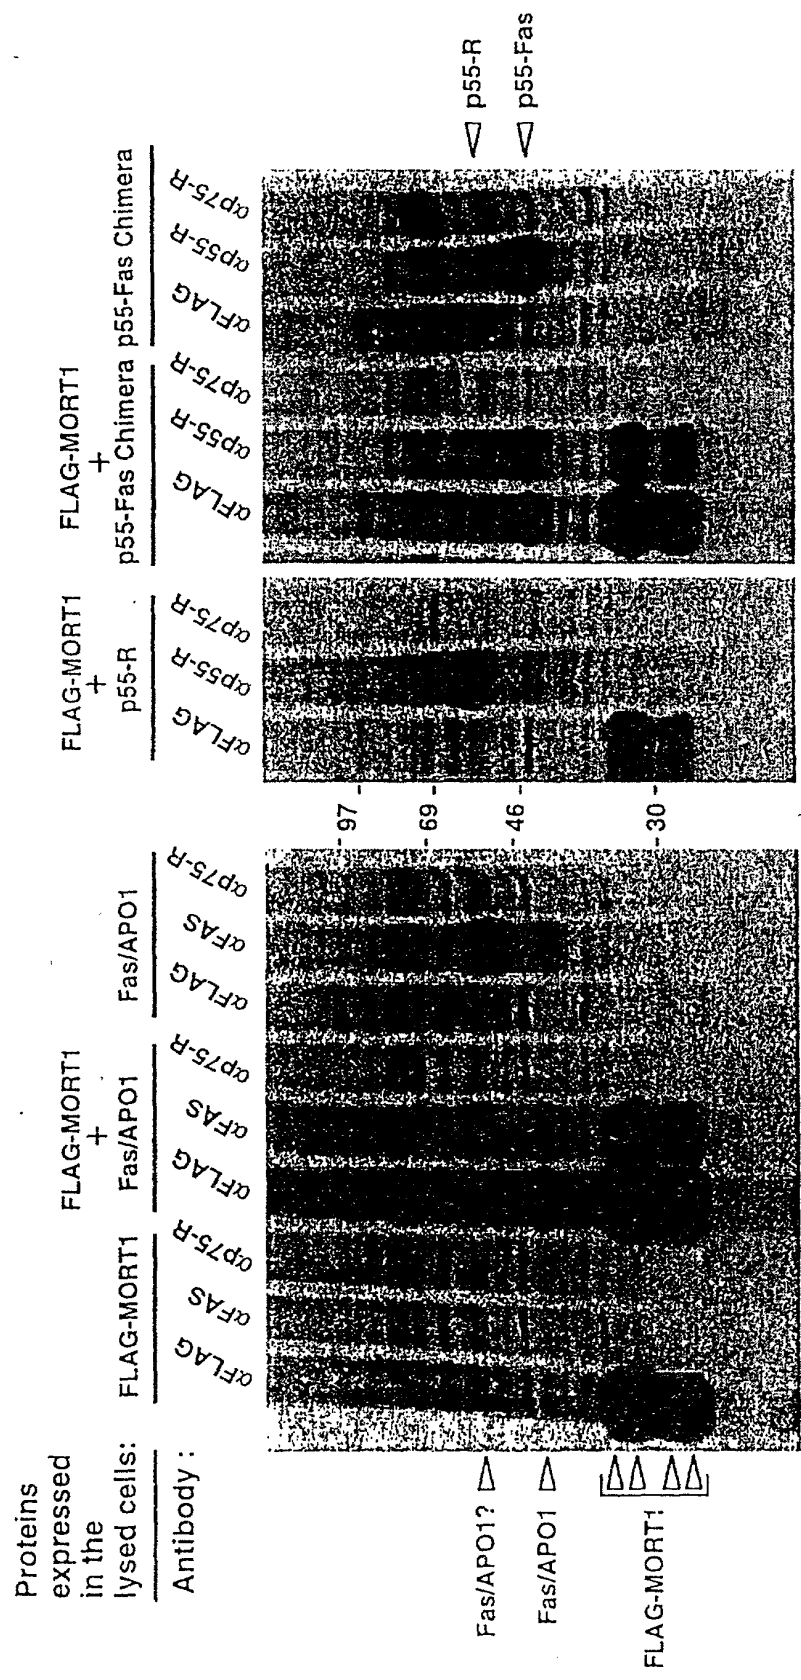 Proteins
expressed
in the
lysed cells:
FLAG-MORT1
FLAG-MORT1
+
Fas/APO1
Fas/APO1
FLAG-MORT1
+
p55-R
FLAG-MORT1
+
p55-Fas Chimera
p55-Fas Chimera
Antibody :
αFLAG
αFAS
αp75-R
αFLAG
αFAS
αp75-R
αFLAG
αFAS
αp75-R
αFLAG
αp55-R
αp75-R
αFLAG
αp55-R
αp75-R
αFLAG
αp55-R
αp75-R
Fas/APO1?
Fas/APO1
FLAG-MORT1
- 97 -
- 69 -
- 46 -
- 30 -
p55-R
p55-Fas